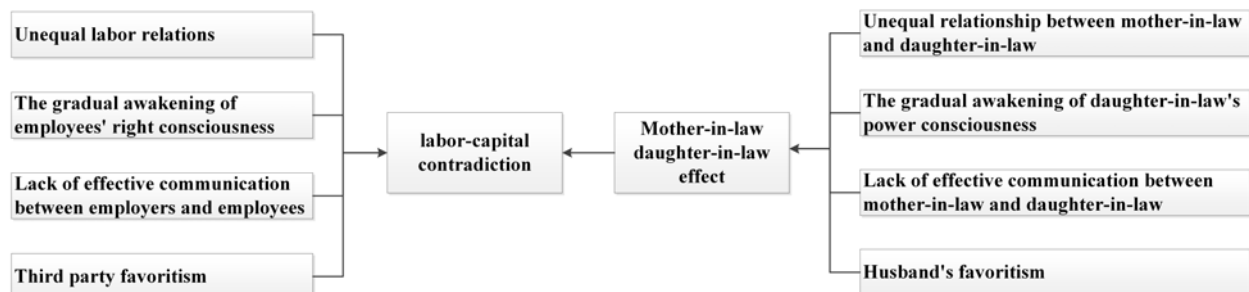 Unequal labor relations
The gradual awakening of
employees' right consciousness
Lack of effective communication
between employers and employees
Third party favoritism
labor-capital
contradiction
Mother-in-law
daughter-in-law
effect
Unequal relationship between mother-in-law
and daughter-in-law
The gradual awakening of daughter-in-law's
power consciousness
Lack of effective communication between
mother-in-law and daughter-in-law
Husband's favoritism